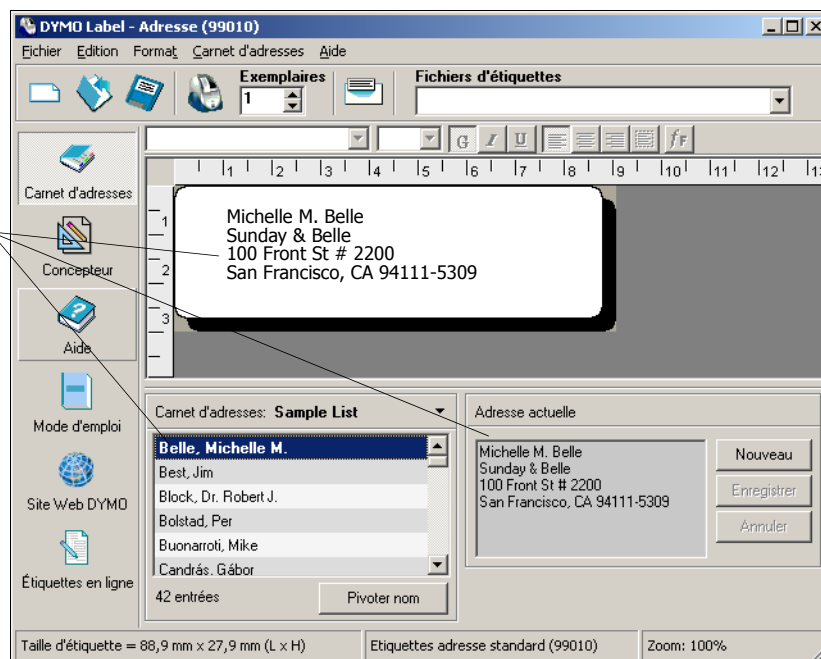 DYMO Label - Adresse (99010)
Fichier Edition Format Carnet d'adresses Aide
Exemplaires
1
Fichiers d'étiquettes
G I U fF
1 2 3 4 5 6 7 8 9 10 11 12
1
2
3
Carnet d'adresses
Concepteur
Aide
Mode d'emploi
Site Web DYMO
Étiquettes en ligne
Michelle M. Belle
Sunday & Belle
100 Front St # 2200
San Francisco, CA 94111-5309
Carnet d'adresses: Sample List
Belle, Michelle M.
Best, Jim
Block, Dr. Robert J.
Bolstad, Per
Buonarroti, Mike
Candrás, Gábor
42 entrées
Pivoter nom
Adresse actuelle
Michelle M. Belle
Sunday & Belle
100 Front St # 2200
San Francisco, CA 94111-5309
Nouveau
Enregistrer
Annuler
Taille d'étiquette = 88,9 mm x 27,9 mm (L x H)
Etiquettes adresse standard (99010)
Zoom: 100%